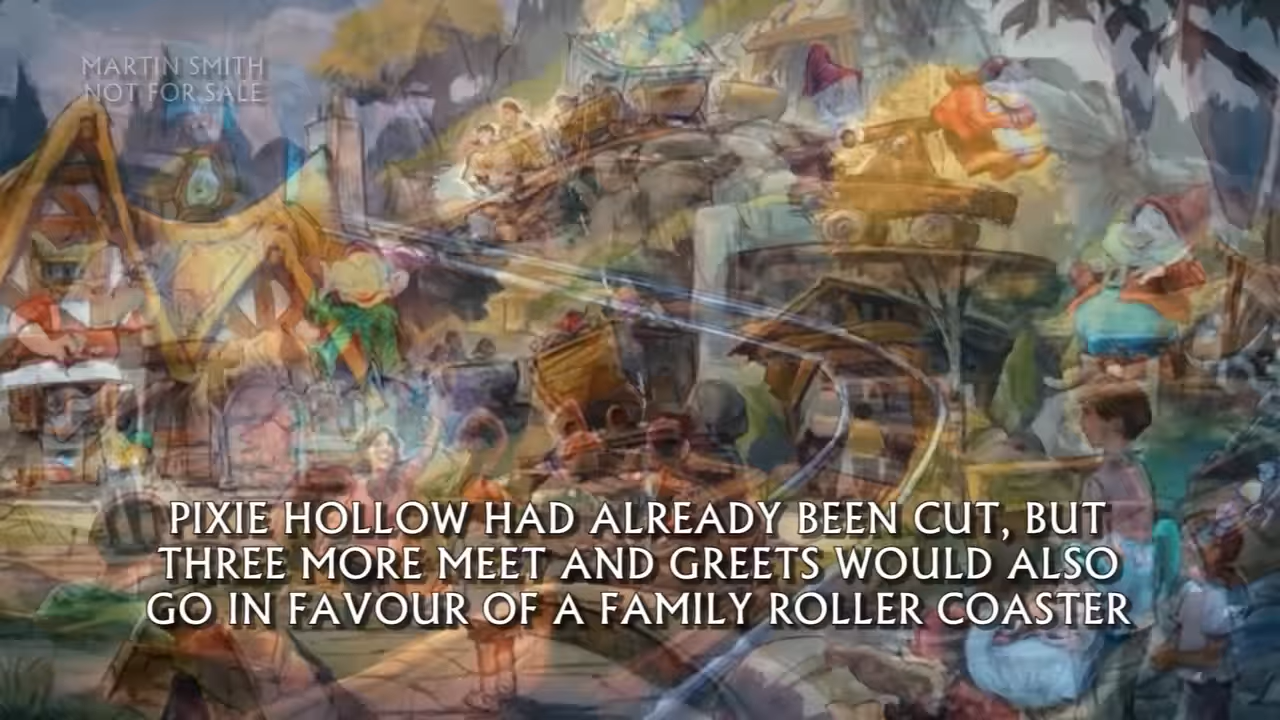 MARTIN SMITH
NOT FOR SALE
PIXIE HOLLOW HAD ALREADY BEEN CUT, BUT
THREE MORE MEET AND GREETS WOULD ALSO
GO IN FAVOUR OF A FAMILY ROLLER COASTER